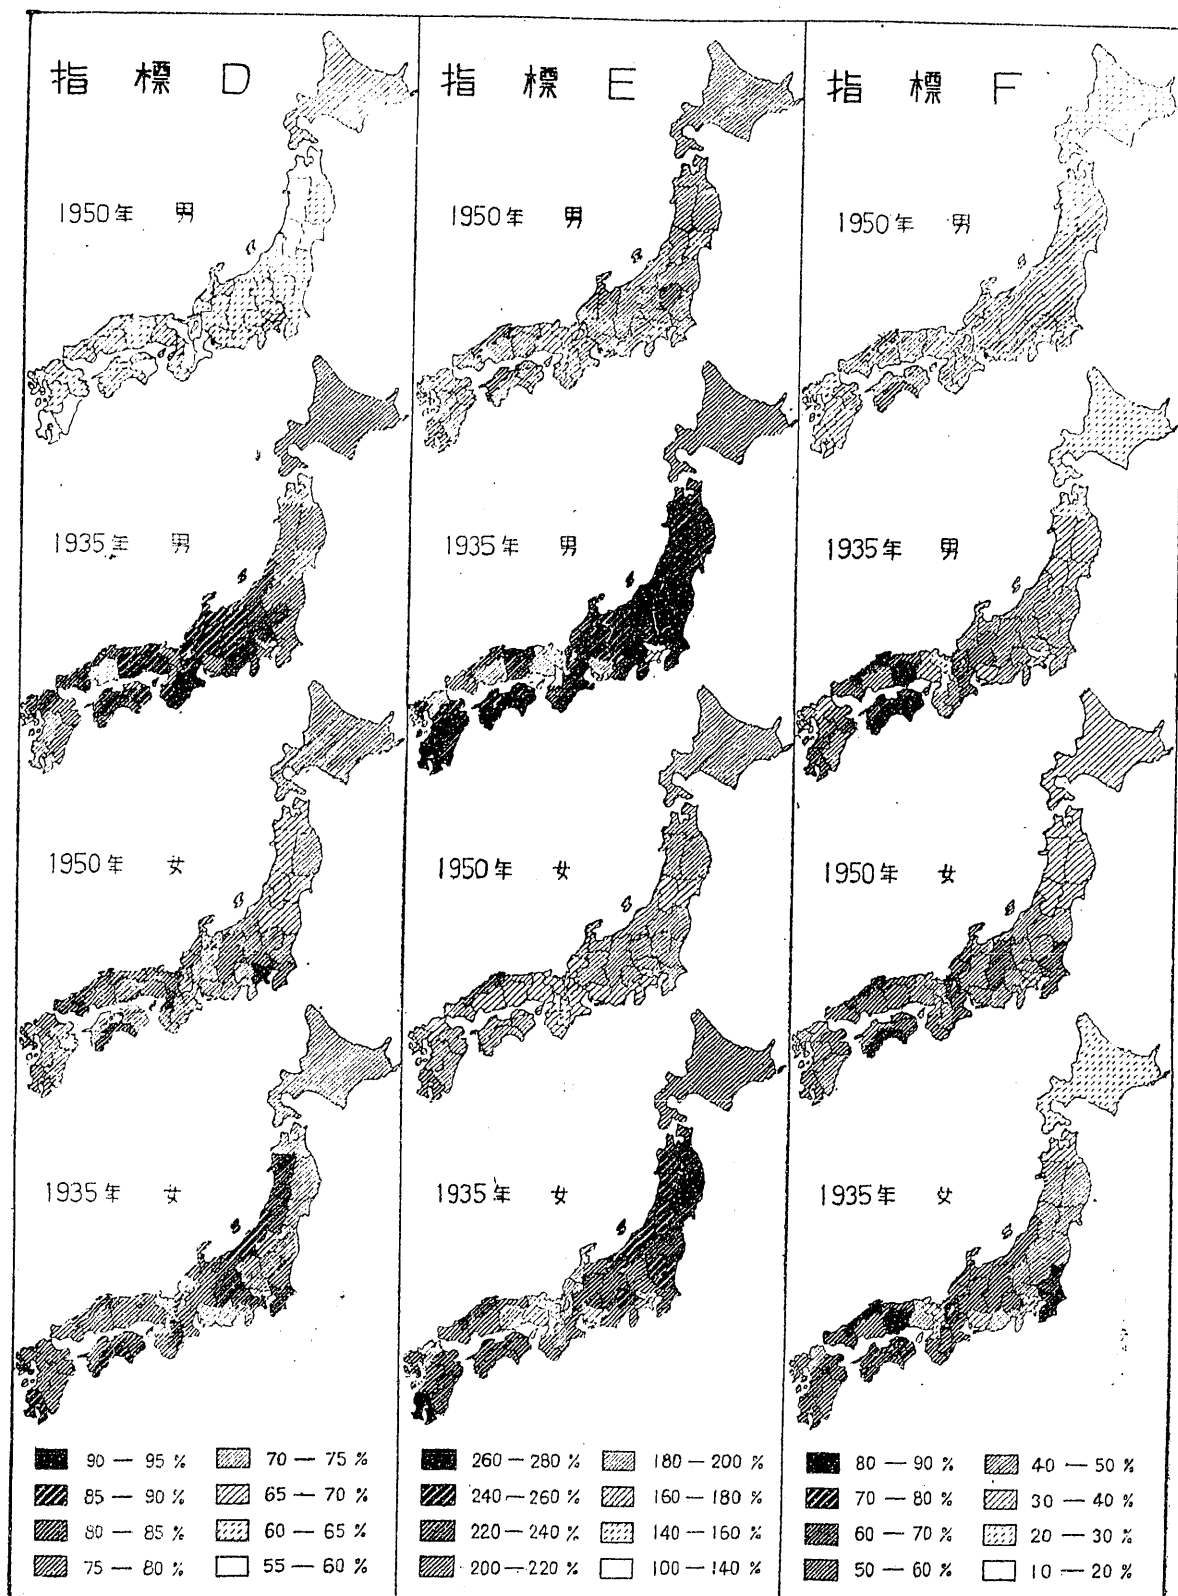 指標D
1950年 男
1935年 男
1950年 女
1935年 女
90 — 95 %
85 — 90 %
80 — 85 %
75 — 80 %
70 — 75 %
65 — 70 %
60 — 65 %
55 — 60 %
指標E
1950年 男
1935年 男
1950年 女
1935年 女
260—280 %
240—260 %
220—240 %
200—220 %
180—200 %
160—180 %
140—160 %
100—140 %
指標F
1950年 男
1935年 男
1950年 女
1935年 女
80 — 90 %
70 — 80 %
60 — 70 %
50 — 60 %
40 — 50 %
30 — 40 %
20 — 30 %
10 — 20 %